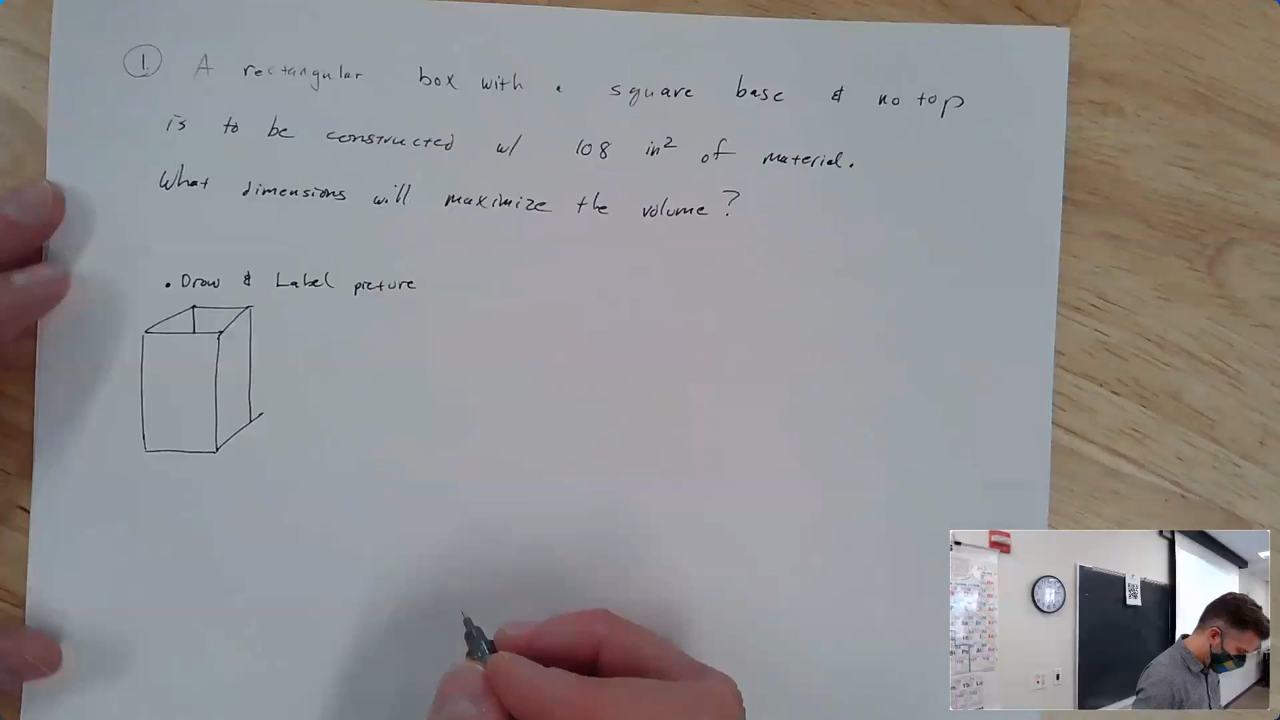 1. A rectangular box with a square base & no top
is to be constructed w/ 108 in² of material.
What dimensions will maximize the volume?
• Draw & Label picture